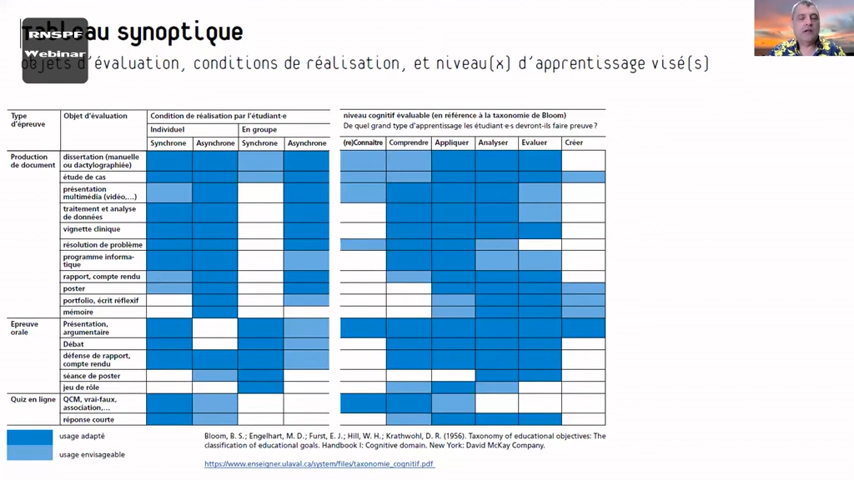 Tableau synoptique
RNSPF
Webinar
objets d'évaluation, conditions de réalisation, et niveau(x) d'apprentissage visé(s)
Type d'épreuve
Objet d'évaluation
Condition de réalisation par l'étudiant·e
niveau cognitif évaluable (en référence à la taxonomie de Bloom)
De quel grand type d'apprentissage les étudiant·e·s devront-ils faire preuve ?
Individuel
En groupe
Synchrone
Asynchrone
Synchrone
Asynchrone
(re)Connaitre
Comprendre
Appliquer
Analyser
Evaluer
Créer
Production
de document
dissertation (manuelle
ou dactylographiée)
étude de cas
présentation
multimédia (vidéo,...)
traitement et analyse
de données
vignette clinique
résolution de problème
programme informa-
tique
rapport, compte rendu
poster
portfolio, écrit réflexif
mémoire
Epreuve
orale
Présentation,
argumentaire
Débat
défense de rapport,
compte rendu
séance de poster
jeu de rôle
Quiz en ligne
QCM, vrai-faux,
association,...
réponse courte
usage adapté
usage envisageable
Bloom, B. S.; Engelhart, M. D.; Furst, E. J.; Hill, W. H.; Krathwohl, D. R. (1956). Taxonomy of educational objectives: The
classification of educational goals. Handbook I: Cognitive domain. New York: David McKay Company.
https://www.enseigner.ulaval.ca/system/files/taxonomie_cognitif.pdf